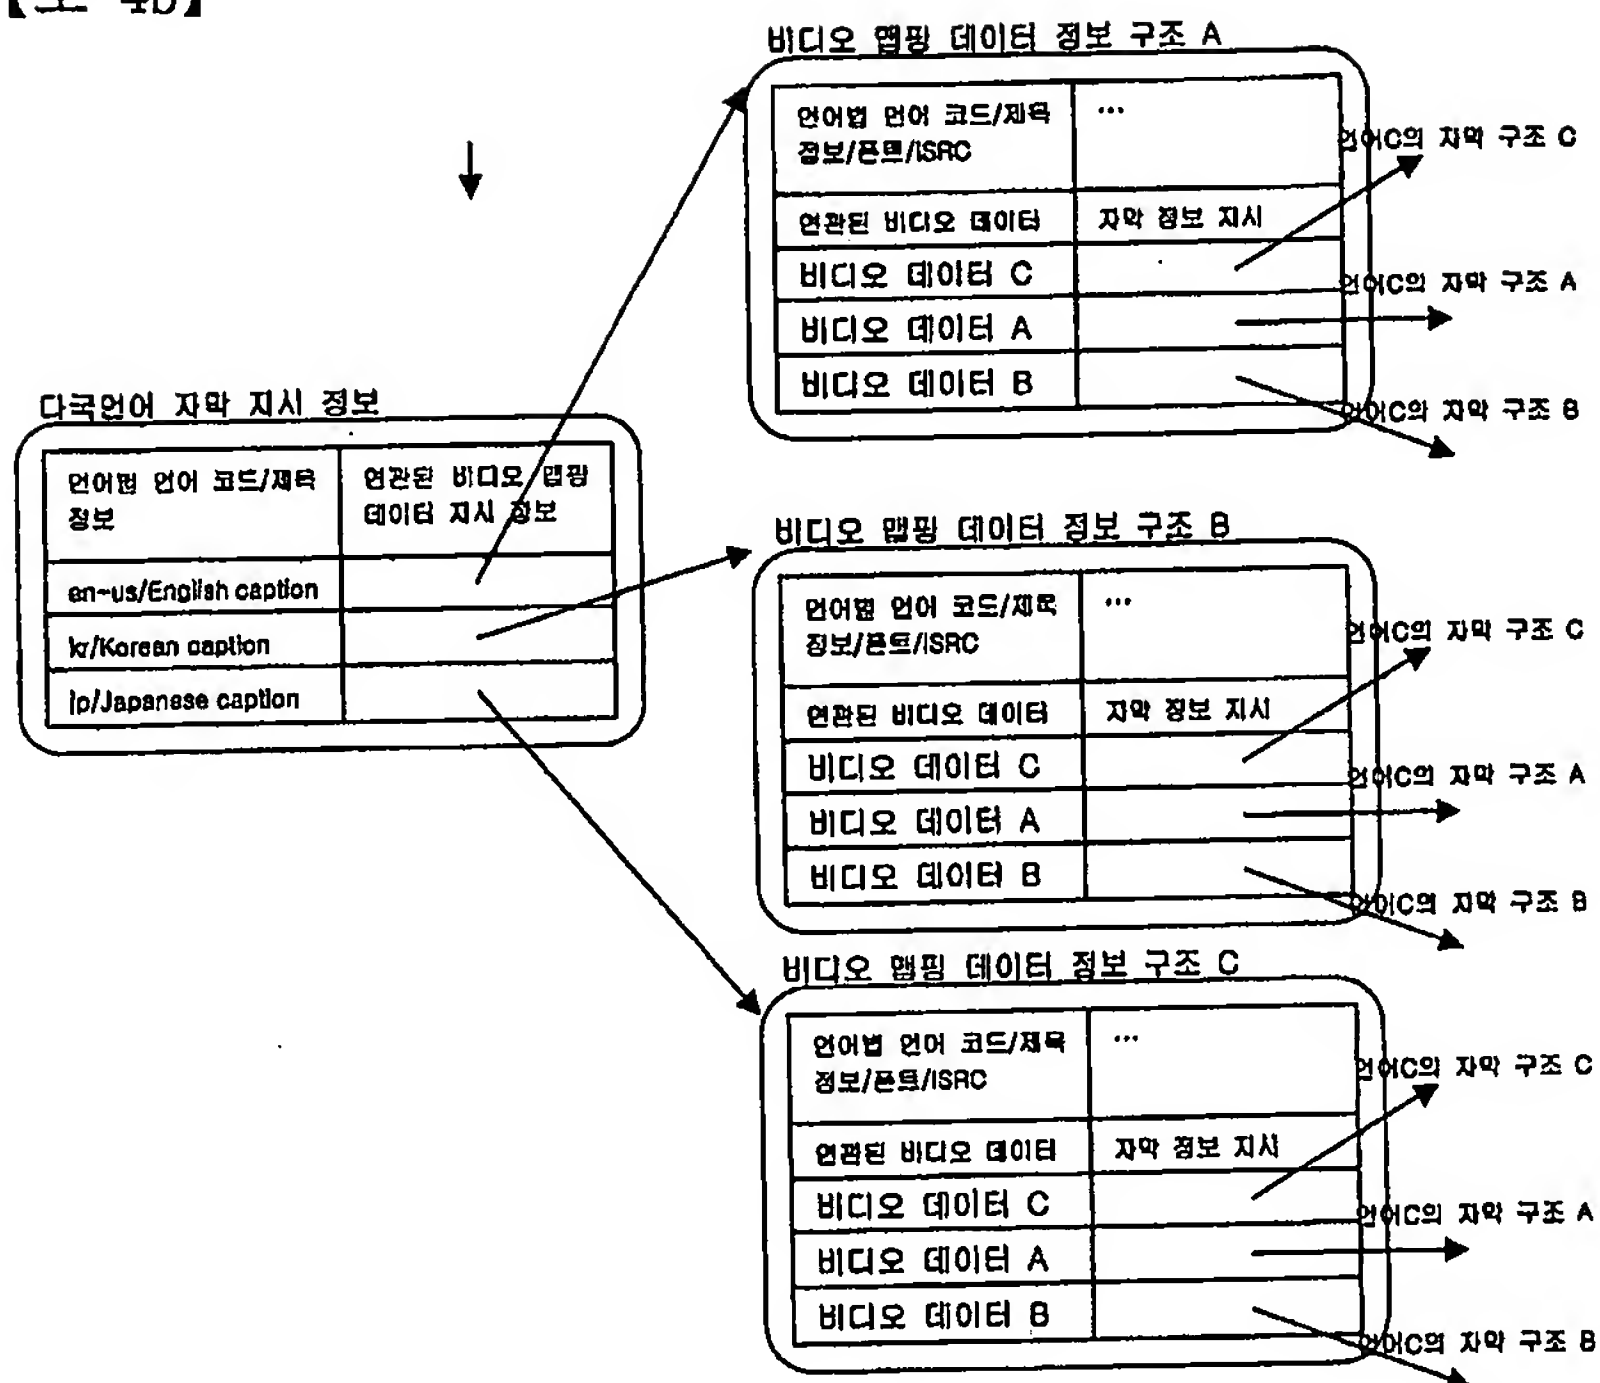 【도 4b】
비디오 맵핑 데이터 정보 구조 A
언어별 언어 코드/제목
정보/폰트/ISRC
...
연관된 비디오 데이터
자막 정보 지시
비디오 데이터 C
비디오 데이터 A
비디오 데이터 B
언어C의 자막 구조 C
언어C의 자막 구조 A
언어C의 자막 구조 B
다국언어 자막 지시 정보
언어별 언어 코드/제목
정보
연관된 비디오 맵핑
데이터 지시 정보
en-us/English caption
kr/Korean caption
jp/Japanese caption
비디오 맵핑 데이터 정보 구조 B
언어별 언어 코드/제목
정보/폰트/ISRC
...
연관된 비디오 데이터
자막 정보 지시
비디오 데이터 C
비디오 데이터 A
비디오 데이터 B
언어C의 자막 구조 C
언어C의 자막 구조 A
언어C의 자막 구조 B
비디오 맵핑 데이터 정보 구조 C
언어별 언어 코드/제목
정보/폰트/ISRC
...
연관된 비디오 데이터
자막 정보 지시
비디오 데이터 C
비디오 데이터 A
비디오 데이터 B
언어C의 자막 구조 C
언어C의 자막 구조 A
언어C의 자막 구조 B